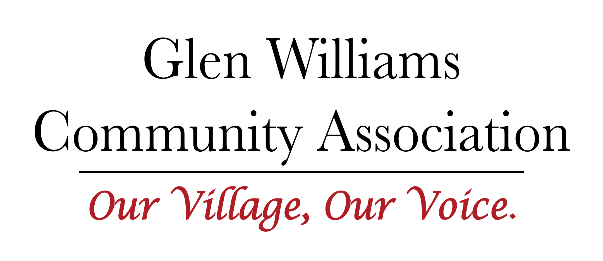 Glen Williams
Community Association
Our Village, Our Voice.